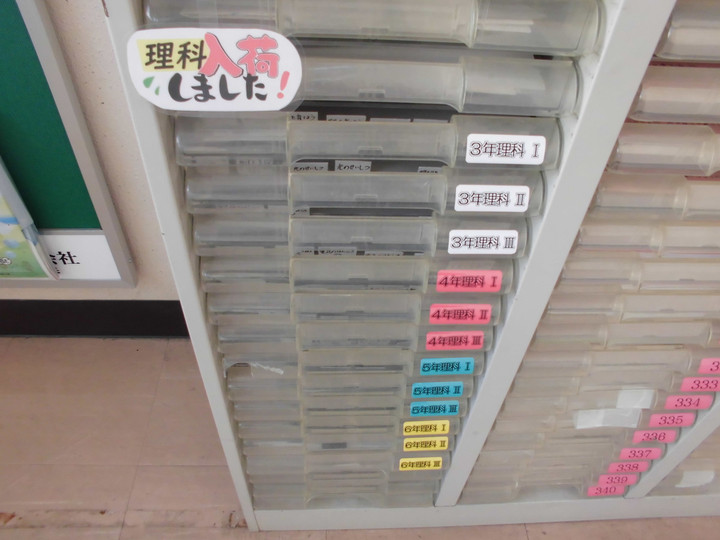 理科入荷
しました!
3年理科 Ⅰ
3年理科 Ⅱ
3年理科 Ⅲ
4年理科 Ⅰ
4年理科 Ⅱ
4年理科 Ⅲ
5年理科 Ⅰ
5年理科 Ⅱ
5年理科 Ⅲ
6年理科 Ⅰ
6年理科 Ⅱ
6年理科 Ⅲ
会社
333
334
335
336
337
338
339
340